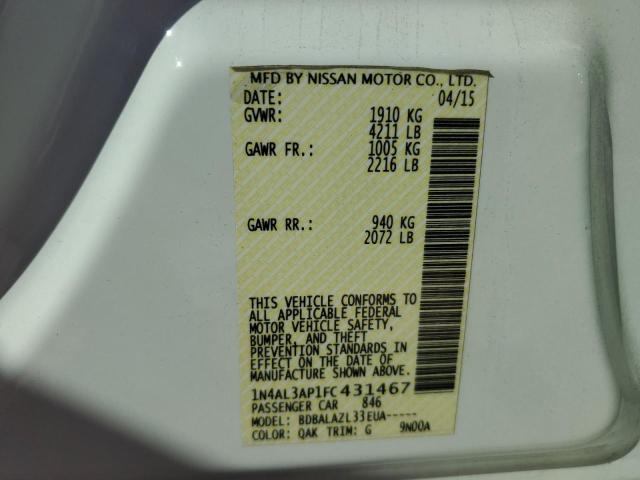 MFD BY NISSAN MOTOR CO., LTD.
DATE: 04/15
GVWR: 1910 KG
4211 LB
GAWR FR.: 1005 KG
2216 LB
GAWR RR.: 940 KG
2072 LB
THIS VEHICLE CONFORMS TO
ALL APPLICABLE FEDERAL
MOTOR VEHICLE SAFETY,
BUMPER, AND THEFT
PREVENTION STANDARDS IN
EFFECT ON THE DATE OF
MANUFACTURE SHOWN ABOVE.
1N4AL3AP1FC431467
PASSENGER CAR 846
MODEL: BDBALAZL33EUA-----
COLOR: QAK TRIM: G 9N00A